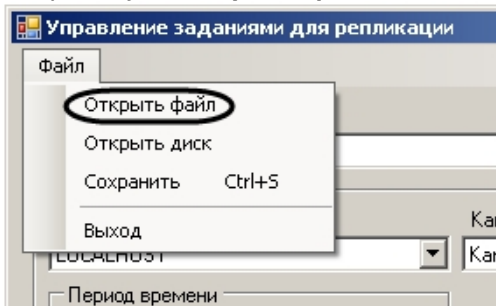 Управление заданиями для репликации
Файл
Открыть файл
Открыть диск
Сохранить Ctrl+S
Выход
LOCALHOST
Период времени